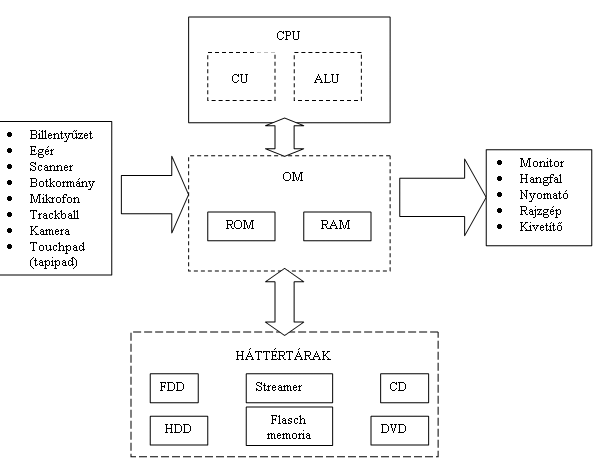 CPU
CU
ALU
• Billentyűzet
• Egér
• Scanner
• Botkormány
• Mikrofon
• Trackball
• Kamera
• Touchpad
(tapipad)
OM
ROM
RAM
• Monitor
• Hangfal
• Nyomató
• Rajzgép
• Kivetítő
HÁTTÉRTÁRAK
FDD
Streamer
CD
HDD
Flasch
memoria
DVD